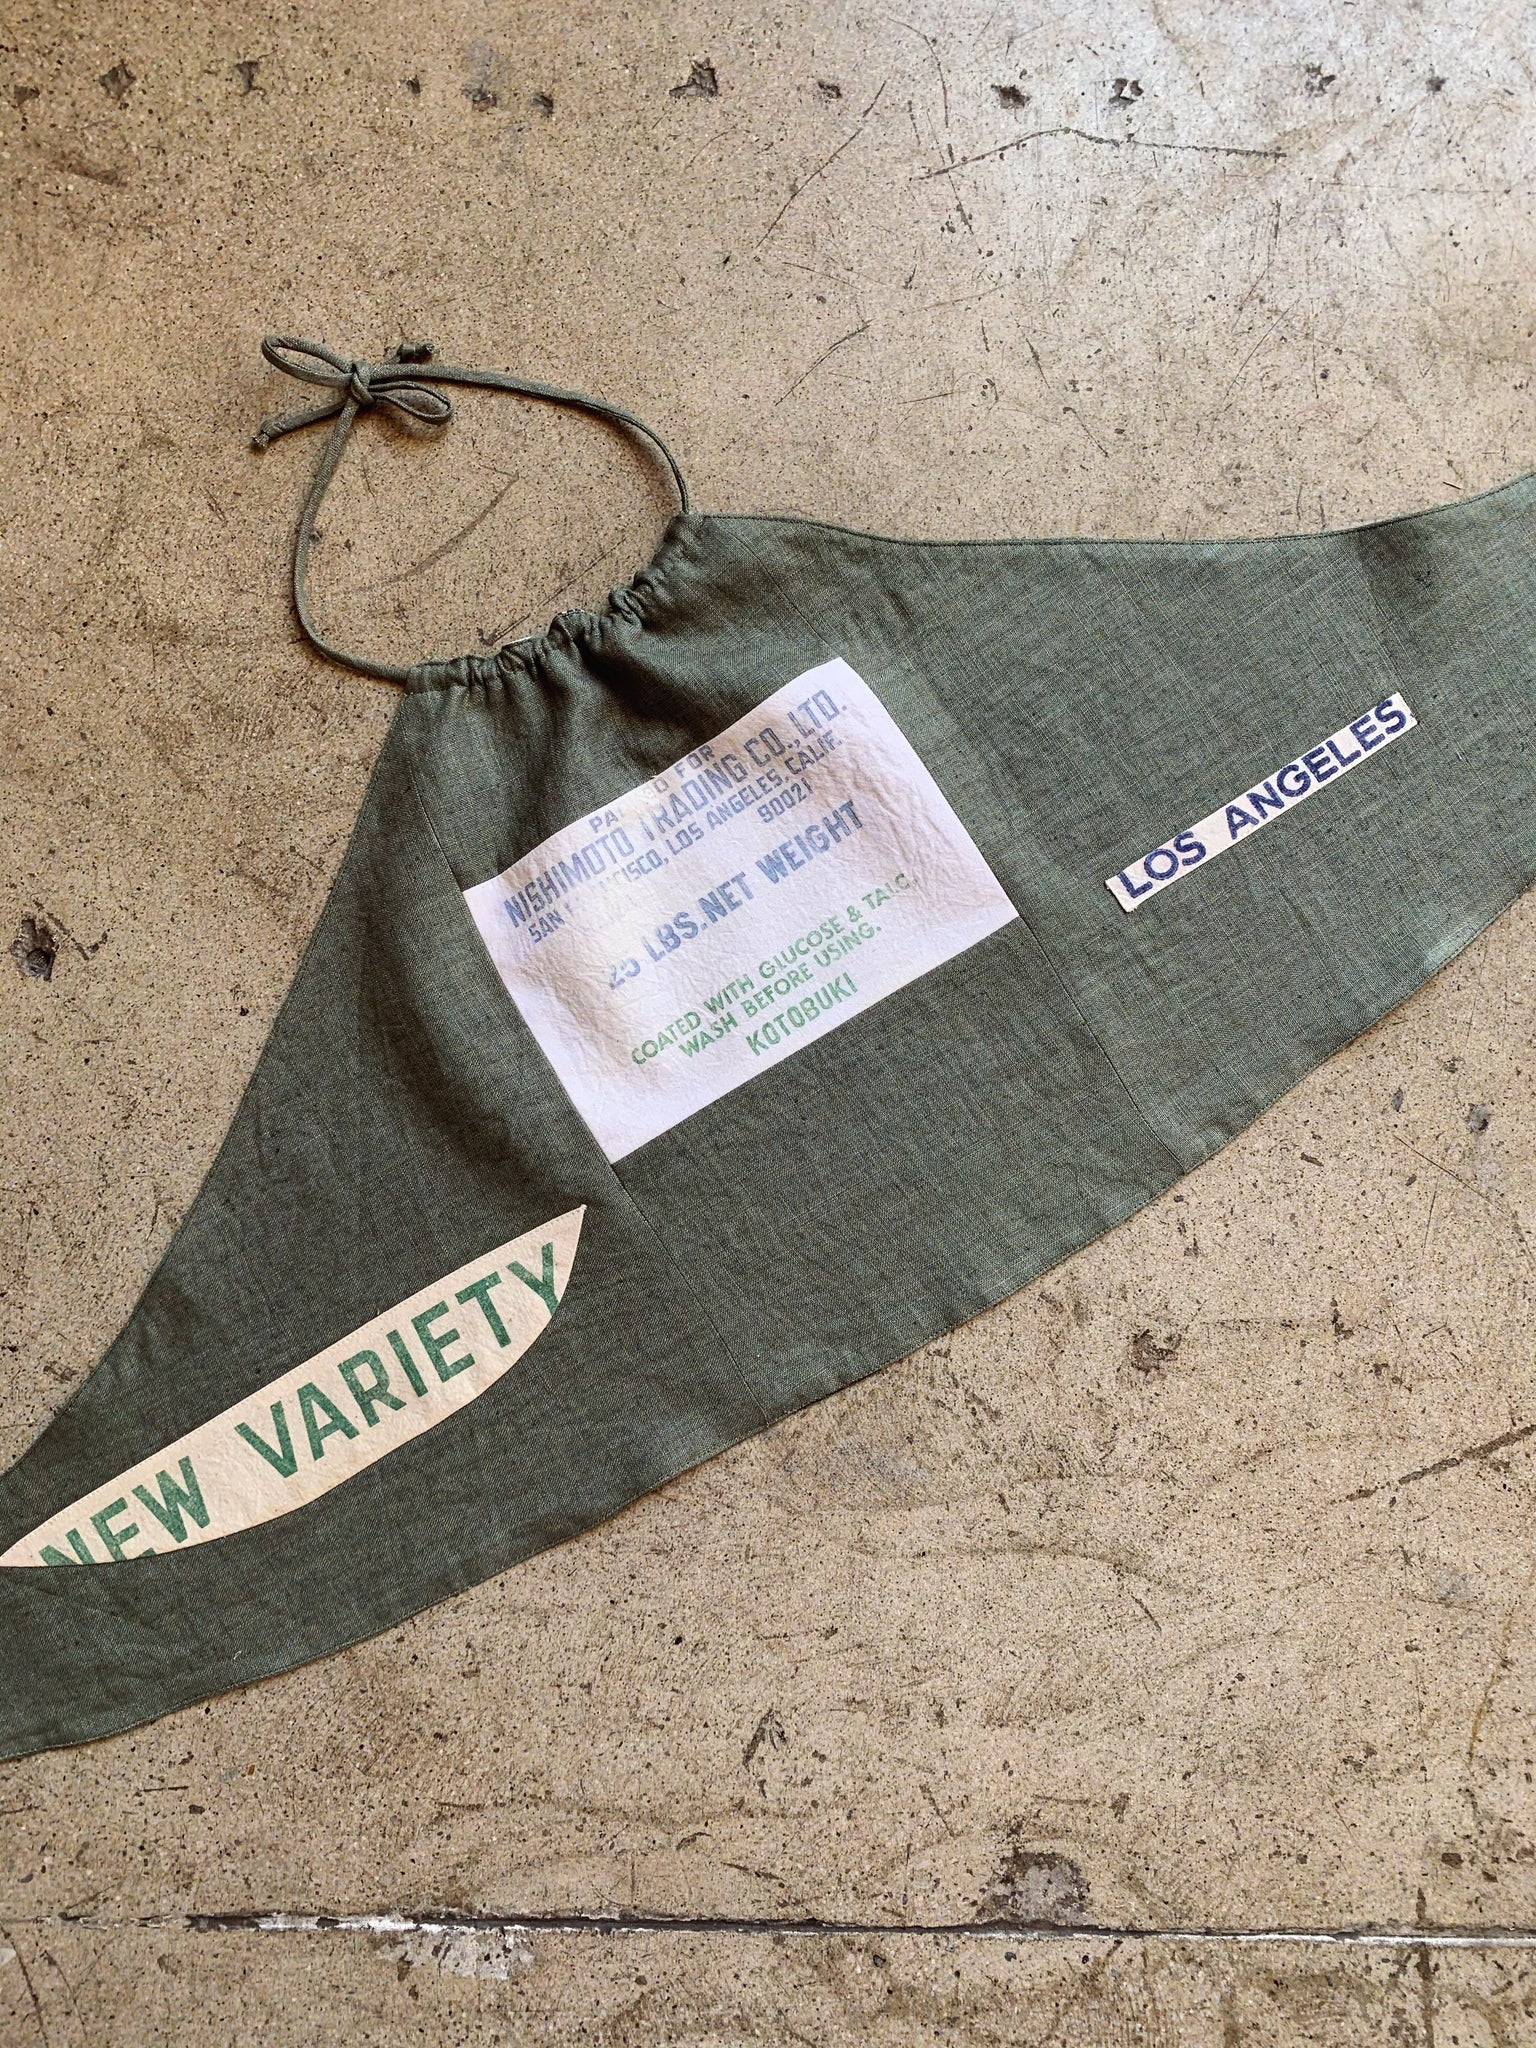 FOR
NISHIMOTO TRADING CO., LTD.
LOS ANGELES, CALIF.
90021
LBS. NET WEIGHT
COATED WITH GLUCOSE & TALC,
WASH BEFORE USING.
KOTOBUKI
LOS ANGELES
NEW VARIETY